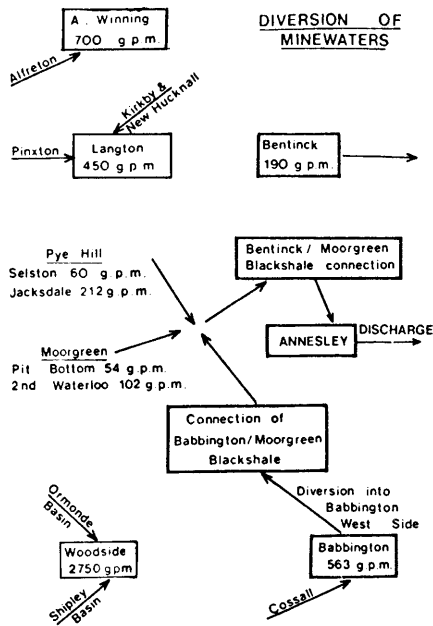 DIVERSION OF
MINEWATERS
A. Winning
700 g.p.m.
Alfreton
Kirkby &
New Hucknall
Pinxton
Langton
450 g p m
Bentinck
190 g.p.m.
Pye Hill
Selston 60 g.p.m.
Jacksdale 212 g.p.m.
Bentinck / Moorgreen
Blackshale connection
ANNESLEY
DISCHARGE
Moorgreen
Pit Bottom 54 g.p.m.
2nd Waterloo 102 g.p.m.
Connection of
Babbington/Moorgreen
Blackshale
Diversion into
Babbington
West Side
Ormonde
Basin
Woodside
2750 gpm
Shipley
Basin
Babbington
563 g.p.m.
Cossall